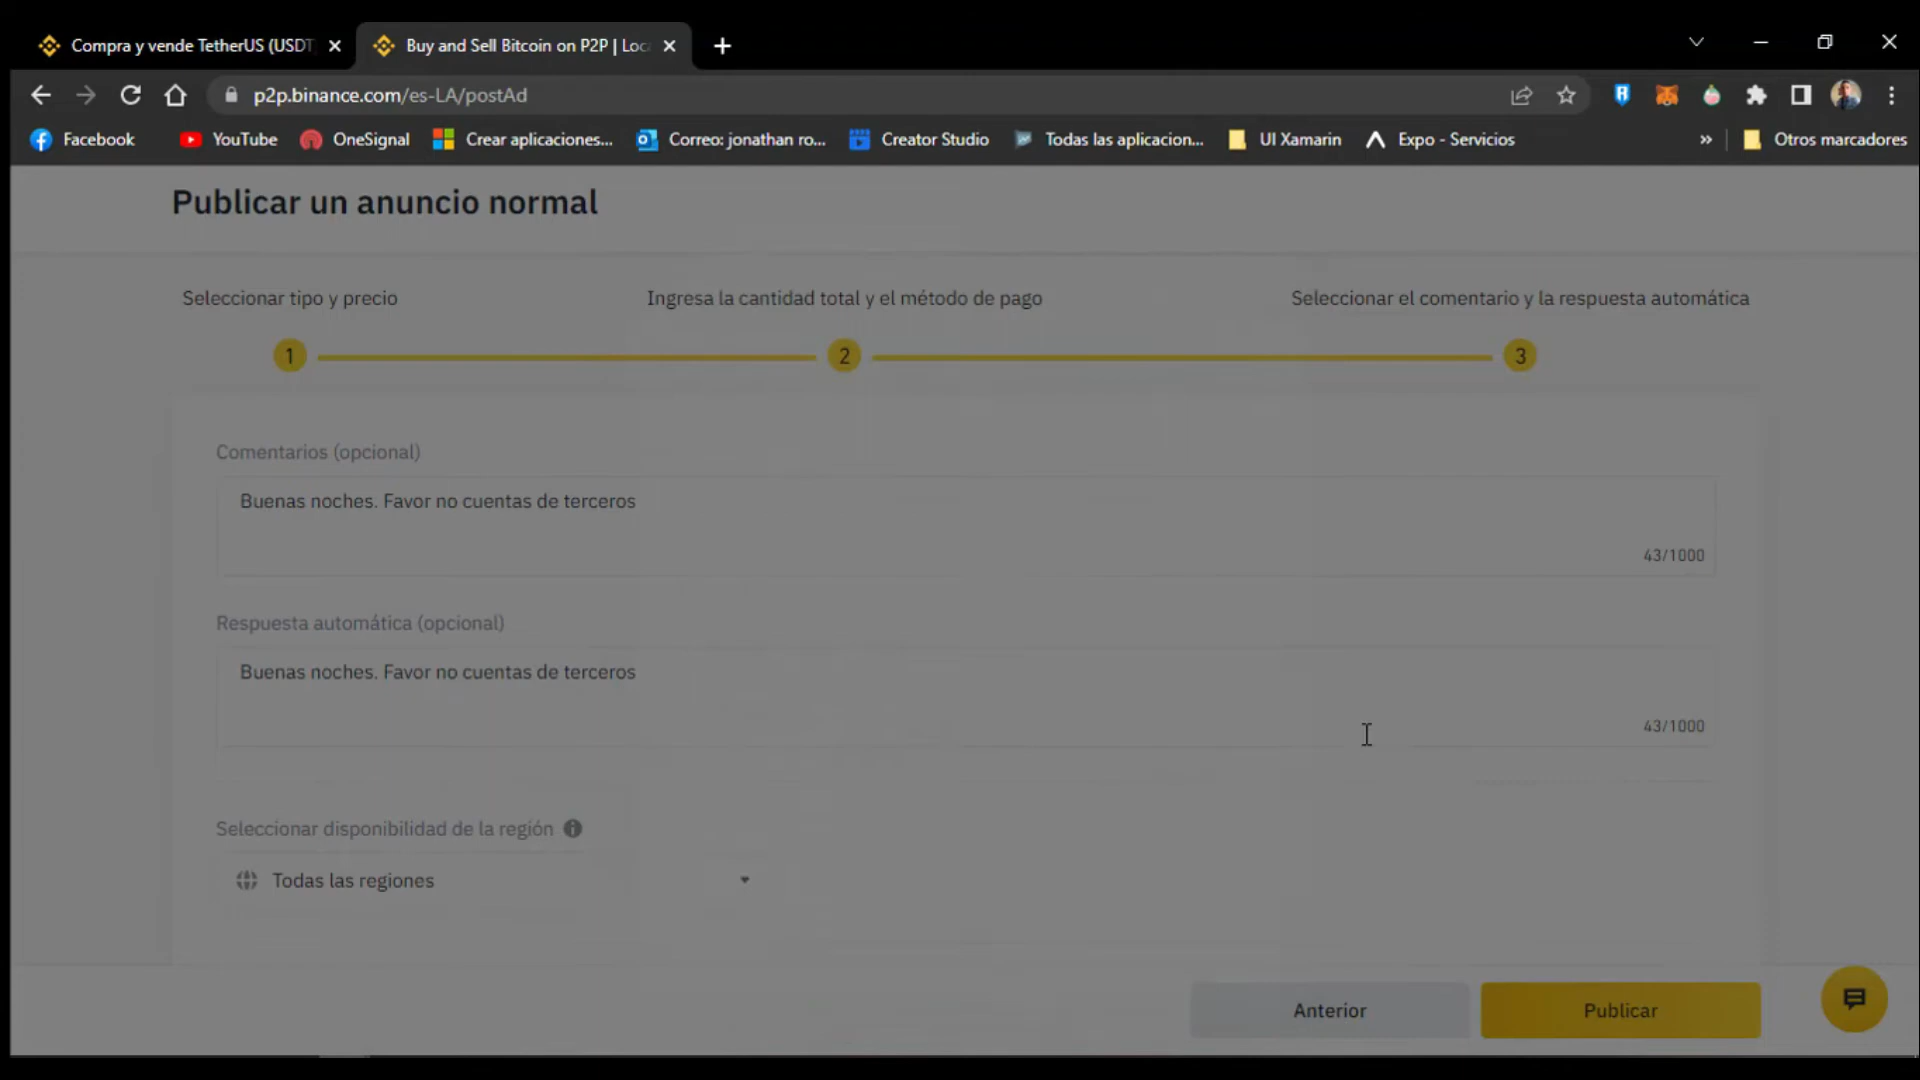 Compra y vende TetherUS (USDT
Buy and Sell Bitcoin on P2P | Loc
p2p.binance.com/es-LA/postAd
Facebook
YouTube
OneSignal
Crear aplicaciones...
Correo: jonathan ro...
Creator Studio
Todas las aplicacion...
UI Xamarin
Expo - Servicios
»
Otros marcadores
Publicar un anuncio normal
Seleccionar tipo y precio
Ingresa la cantidad total y el método de pago
Seleccionar el comentario y la respuesta automática
1
2
3
Comentarios (opcional)
Buenas noches. Favor no cuentas de terceros
43/1000
Respuesta automática (opcional)
Buenas noches. Favor no cuentas de terceros
43/1000
Seleccionar disponibilidad de la región
Todas las regiones
Anterior
Publicar